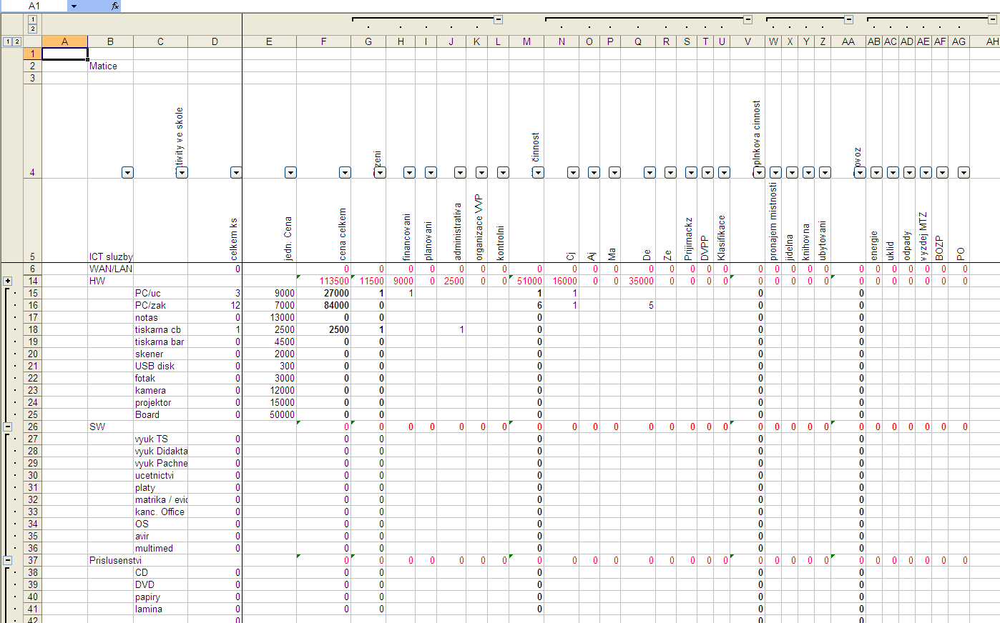 A1 fx
1
2
1 2 A B C D E F G H I J K L M N O P Q R S T U V W X Y Z AA AB AC AD AE AF AG AH
1
2 Matice
3
4 tivity ve skole zeni činnost plnkova cinnost voz
5 ICT sluzby celkem ks jedn. Cena cena celkem financovani planovani administrativa organizace VVP kontrolni Cj Aj Ma De Ze Prijimackz DVPP Klasifikace pronajem mistnosti jidelna knihovna ubytovani energie uklid odpady vyzdej MTZ BOZP PO
6 WAN/LAN 0 0 0 0 0 0 0 0 0 0 0 0 0 0 0 0 0 0 0 0 0 0 0 0 0 0 0 0 0
14 HW 113500 11500 9000 0 2500 0 0 51000 16000 0 0 35000 0 0 0 0 0 0 0 0 0 0 0 0 0 0 0 0
15 PC/uc 3 9000 27000 1 1 1 1 0 0
16 PC/zak 12 7000 84000 0 6 1 5 0 0
17 notas 0 13000 0 0 0 0 0
18 tiskarna cb 1 2500 2500 1 1 0 0 0
19 tiskarna bar 0 4500 0 0 0 0 0
20 skener 0 2000 0 0 0 0 0
21 USB disk 0 300 0 0 0 0 0
22 fotak 0 3000 0 0 0 0 0
23 kamera 0 12000 0 0 0 0 0
24 projektor 0 15000 0 0 0 0 0
25 Board 0 50000 0 0 0 0 0
26 SW 0 0 0 0 0 0 0 0 0 0 0 0 0 0 0 0 0 0 0 0 0 0 0 0 0 0 0 0
27 vyuk TS 0 0 0 0 0 0
28 vyuk Didakta 0 0 0 0 0 0
29 vyuk Pachne 0 0 0 0 0 0
30 ucetnictvi 0 0 0 0 0 0
31 platy 0 0 0 0 0 0
32 matrika / evic 0 0 0 0 0 0
33 kanc. Office 0 0 0 0 0 0
34 OS 0 0 0 0 0 0
35 avir 0 0 0 0 0 0
36 multimed 0 0 0 0 0 0
37 Prislusenstvi 0 0 0 0 0 0 0 0 0 0 0 0 0 0 0 0 0 0 0 0 0 0 0 0 0 0 0 0
38 CD 0 0 0 0 0 0
39 DVD 0 0 0 0 0 0
40 papiry 0 0 0 0 0 0
41 lamina 0 0 0 0 0 0
42 0 0 0